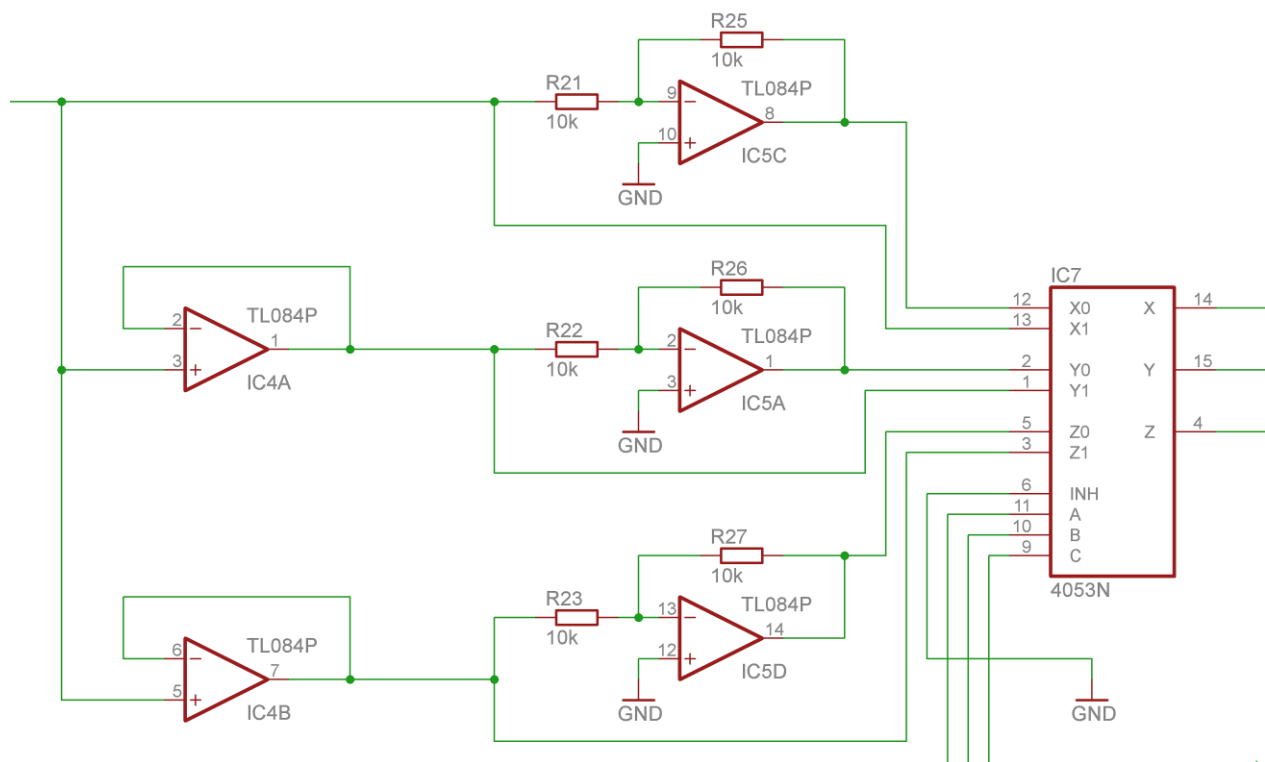 R25
10k
R21
10k
TL084P
9
-
8
10
+
IC5C
GND
R26
10k
IC7
TL084P
2
-
1
3
+
IC4A
R22
10k
TL084P
2
-
1
3
+
IC5A
GND
12
X0
X
14
13
X1
2
Y0
Y
15
1
Y1
5
Z0
Z
4
3
Z1
6
INH
11
A
10
B
9
C
4053N
R27
10k
R23
10k
TL084P
13
-
14
12
+
IC5D
GND
TL084P
6
-
7
5
+
IC4B
GND